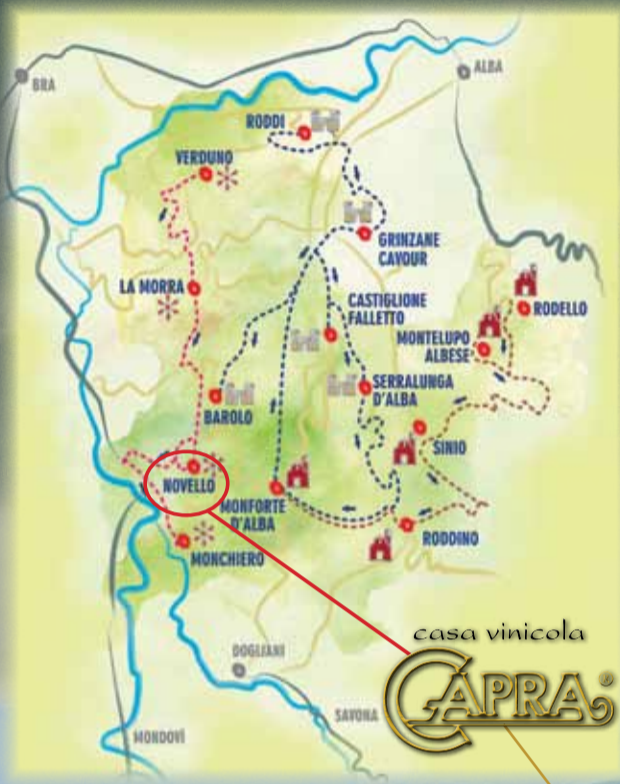 BRA
ALBA
RODDI
VERDUNO
GRINZANE
CAVOUR
LA MORRA
CASTIGLIONE
FALLETTO
RODELLO
MONTELUPO
ALBESE
SERRALUNGA
D'ALBA
BAROLO
SINIO
NOVELLO
MONFORTE
D'ALBA
RODDINO
MONCHIERO
casa vinicola
CAPRA®
DOGLIANI
SAVONA
MONDOVÌ